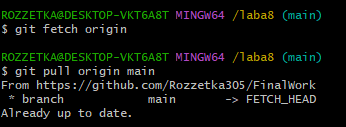 ROZZETKA@DESKTOP-VKT6A8T MINGW64 /laba8 (main)
$ git fetch origin
ROZZETKA@DESKTOP-VKT6A8T MINGW64 /laba8 (main)
$ git pull origin main
From https://github.com/Rozzetka305/FinalWork
 * branch            main       -> FETCH_HEAD
Already up to date.